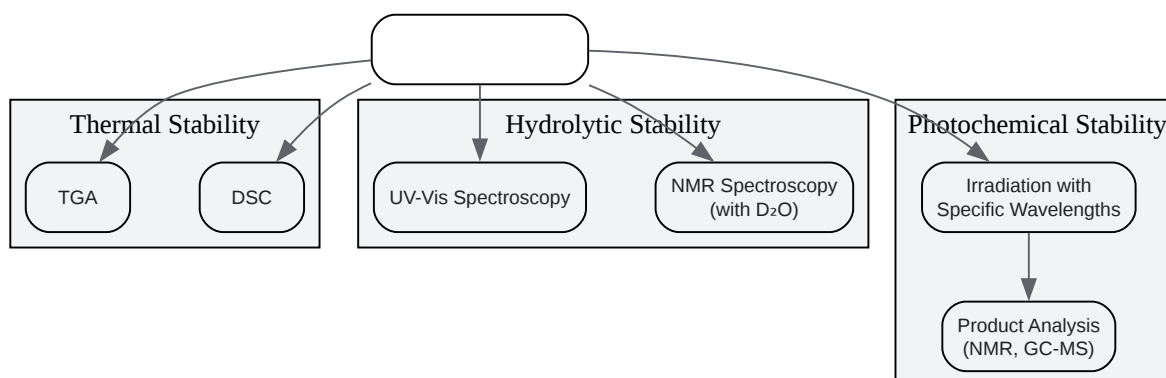 Thermal Stability
Hydrolytic Stability
Photochemical Stability
TGA
DSC
UV-Vis Spectroscopy
NMR Spectroscopy
(with D₂O)
Irradiation with
Specific Wavelengths
Product Analysis
(NMR, GC-MS)